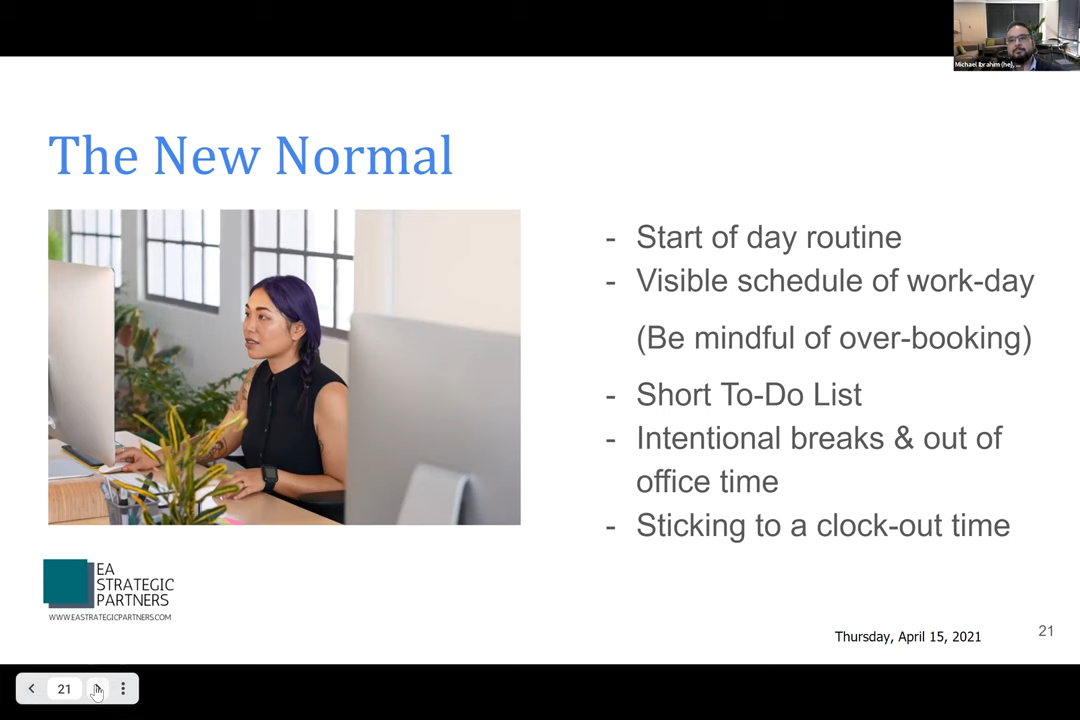 Michael Ibrahim (he), ...
The New Normal
- Start of day routine
- Visible schedule of work-day
(Be mindful of over-booking)
- Short To-Do List
- Intentional breaks & out of
office time
- Sticking to a clock-out time
EA
STRATEGIC
PARTNERS
WWW.EASTRATEGICPARTNERS.COM
Thursday, April 15, 2021
21
21